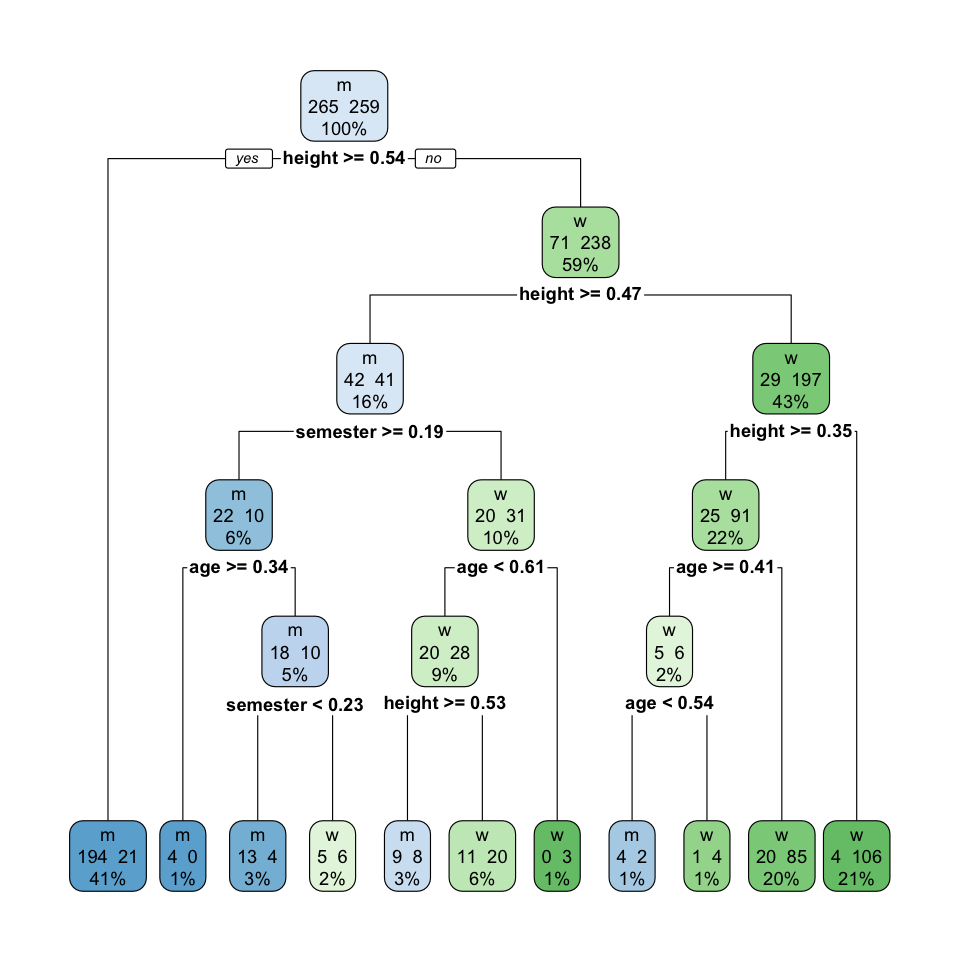 m
265 259
100%
yes
height >= 0.54
no
w
71 238
59%
height >= 0.47
m
42 41
16%
w
29 197
43%
semester >= 0.19
height >= 0.35
m
22 10
6%
w
20 31
10%
w
25 91
22%
age >= 0.34
age < 0.61
age >= 0.41
m
18 10
5%
w
20 28
9%
w
5 6
2%
semester < 0.23
height >= 0.53
age < 0.54
m
194 21
41%
m
4 0
1%
m
13 4
3%
w
5 6
2%
m
9 8
3%
w
11 20
6%
w
0 3
1%
m
4 2
1%
w
1 4
1%
w
20 85
20%
w
4 106
21%